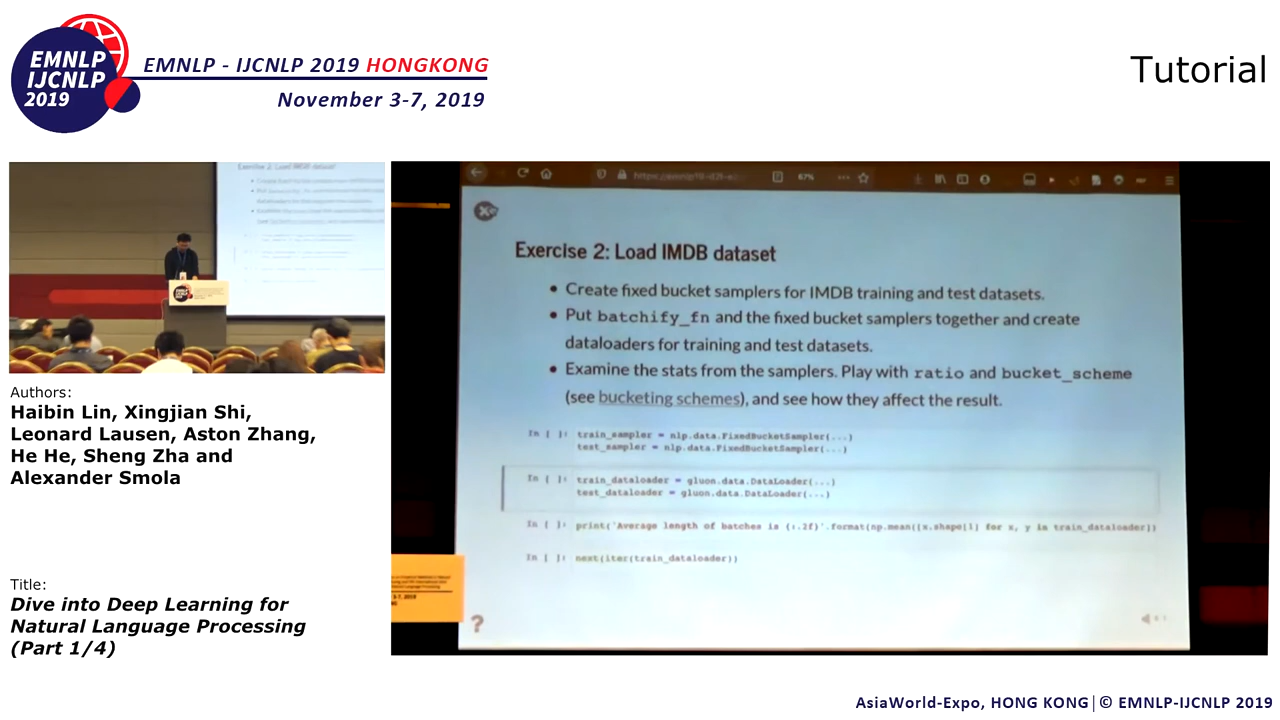 EMNLP
IJCNLP
2019
EMNLP - IJCNLP 2019 HONGKONG
November 3-7, 2019
Tutorial
67%
Exercise 2: Load IMDB dataset
Create fixed bucket samplers for IMDB training and test datasets.
Put batchify_fn and the fixed bucket samplers together and create
dataloaders for training and test datasets.
Examine the stats from the samplers. Play with ratio and bucket_scheme
(see bucketing schemes), and see how they affect the result.
In [ ]: train_sampler = nlp.data.FixedBucketSampler(...)
test_sampler = nlp.data.FixedBucketSampler(...)
In [ ]: train_dataloader = gluon.data.DataLoader(...)
test_dataloader = gluon.data.DataLoader(...)
In [ ]: print('Average length of batches is {:.2f}'.format(np.mean([x.shape[1] for x, y in train_dataloader])
In [ ]: next(iter(train_dataloader))
?
Authors:
Haibin Lin, Xingjian Shi,
Leonard Lausen, Aston Zhang,
He He, Sheng Zha and
Alexander Smola
Title:
Dive into Deep Learning for
Natural Language Processing
(Part 1/4)
AsiaWorld-Expo, HONG KONG | © EMNLP-IJCNLP 2019